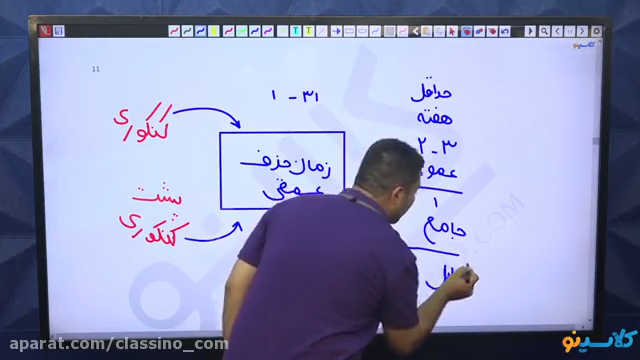 کلاسینو
11
۱ - ۳۱
حداقل
هفته
۲ - ۳
کنکوری
زمان حذف
عمقی
۱
جامع
پشت
کنکوری
aparat.com/classino_com
کلاسینو